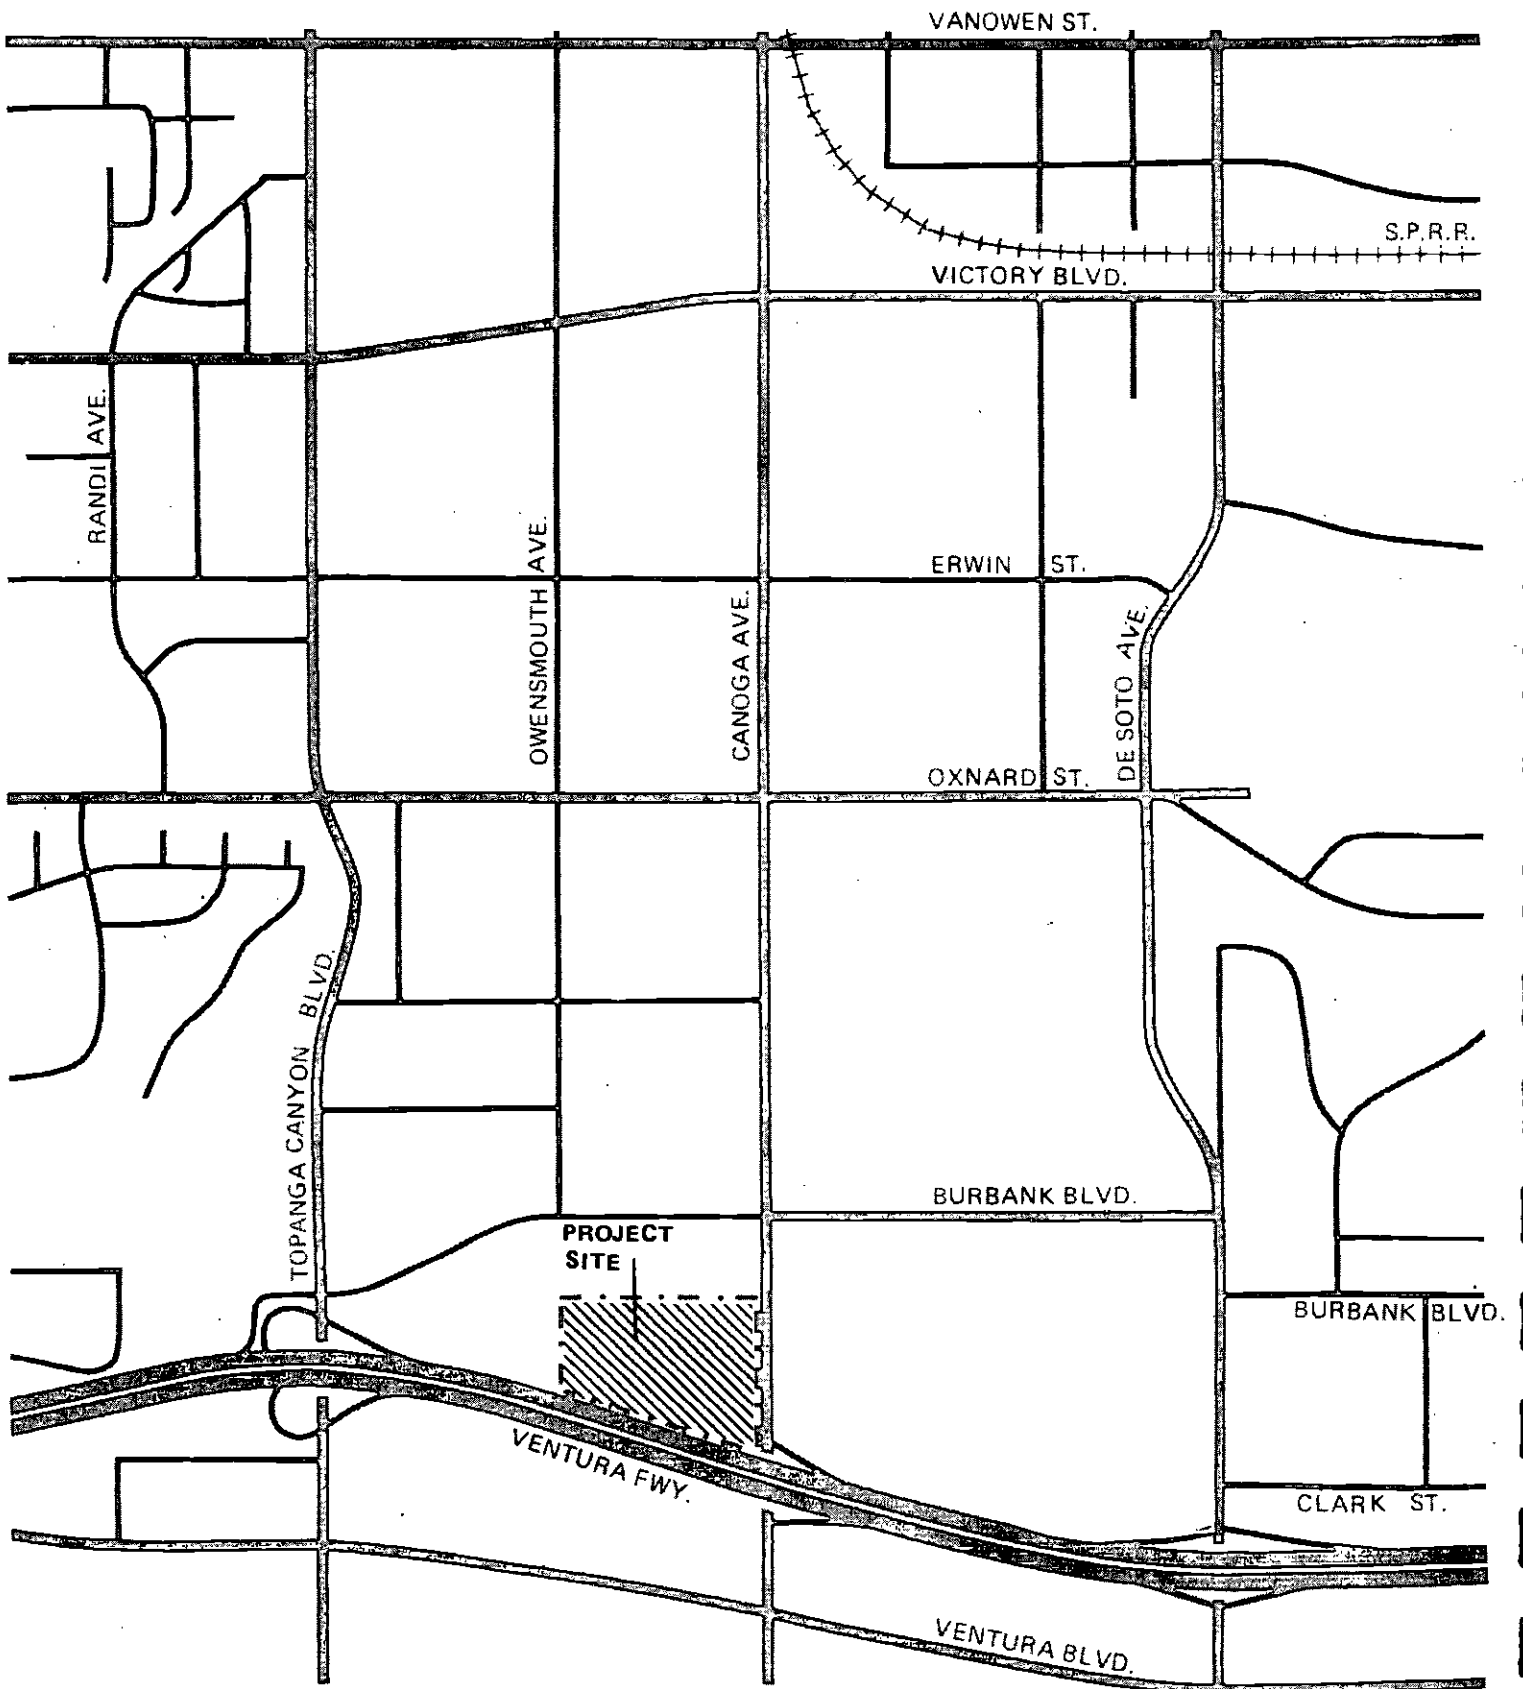 VANOWEN ST.
S.P.R.R.
VICTORY BLVD.
RANDI AVE.
OWENSMOUTH AVE.
CANOGA AVE.
ERWIN ST.
DE SOTO AVE.
OXNARD ST.
TOPANGA CANYON BLVD.
BURBANK BLVD.
PROJECT
SITE
BURBANK BLVD.
VENTURA FWY.
CLARK ST.
VENTURA BLVD.